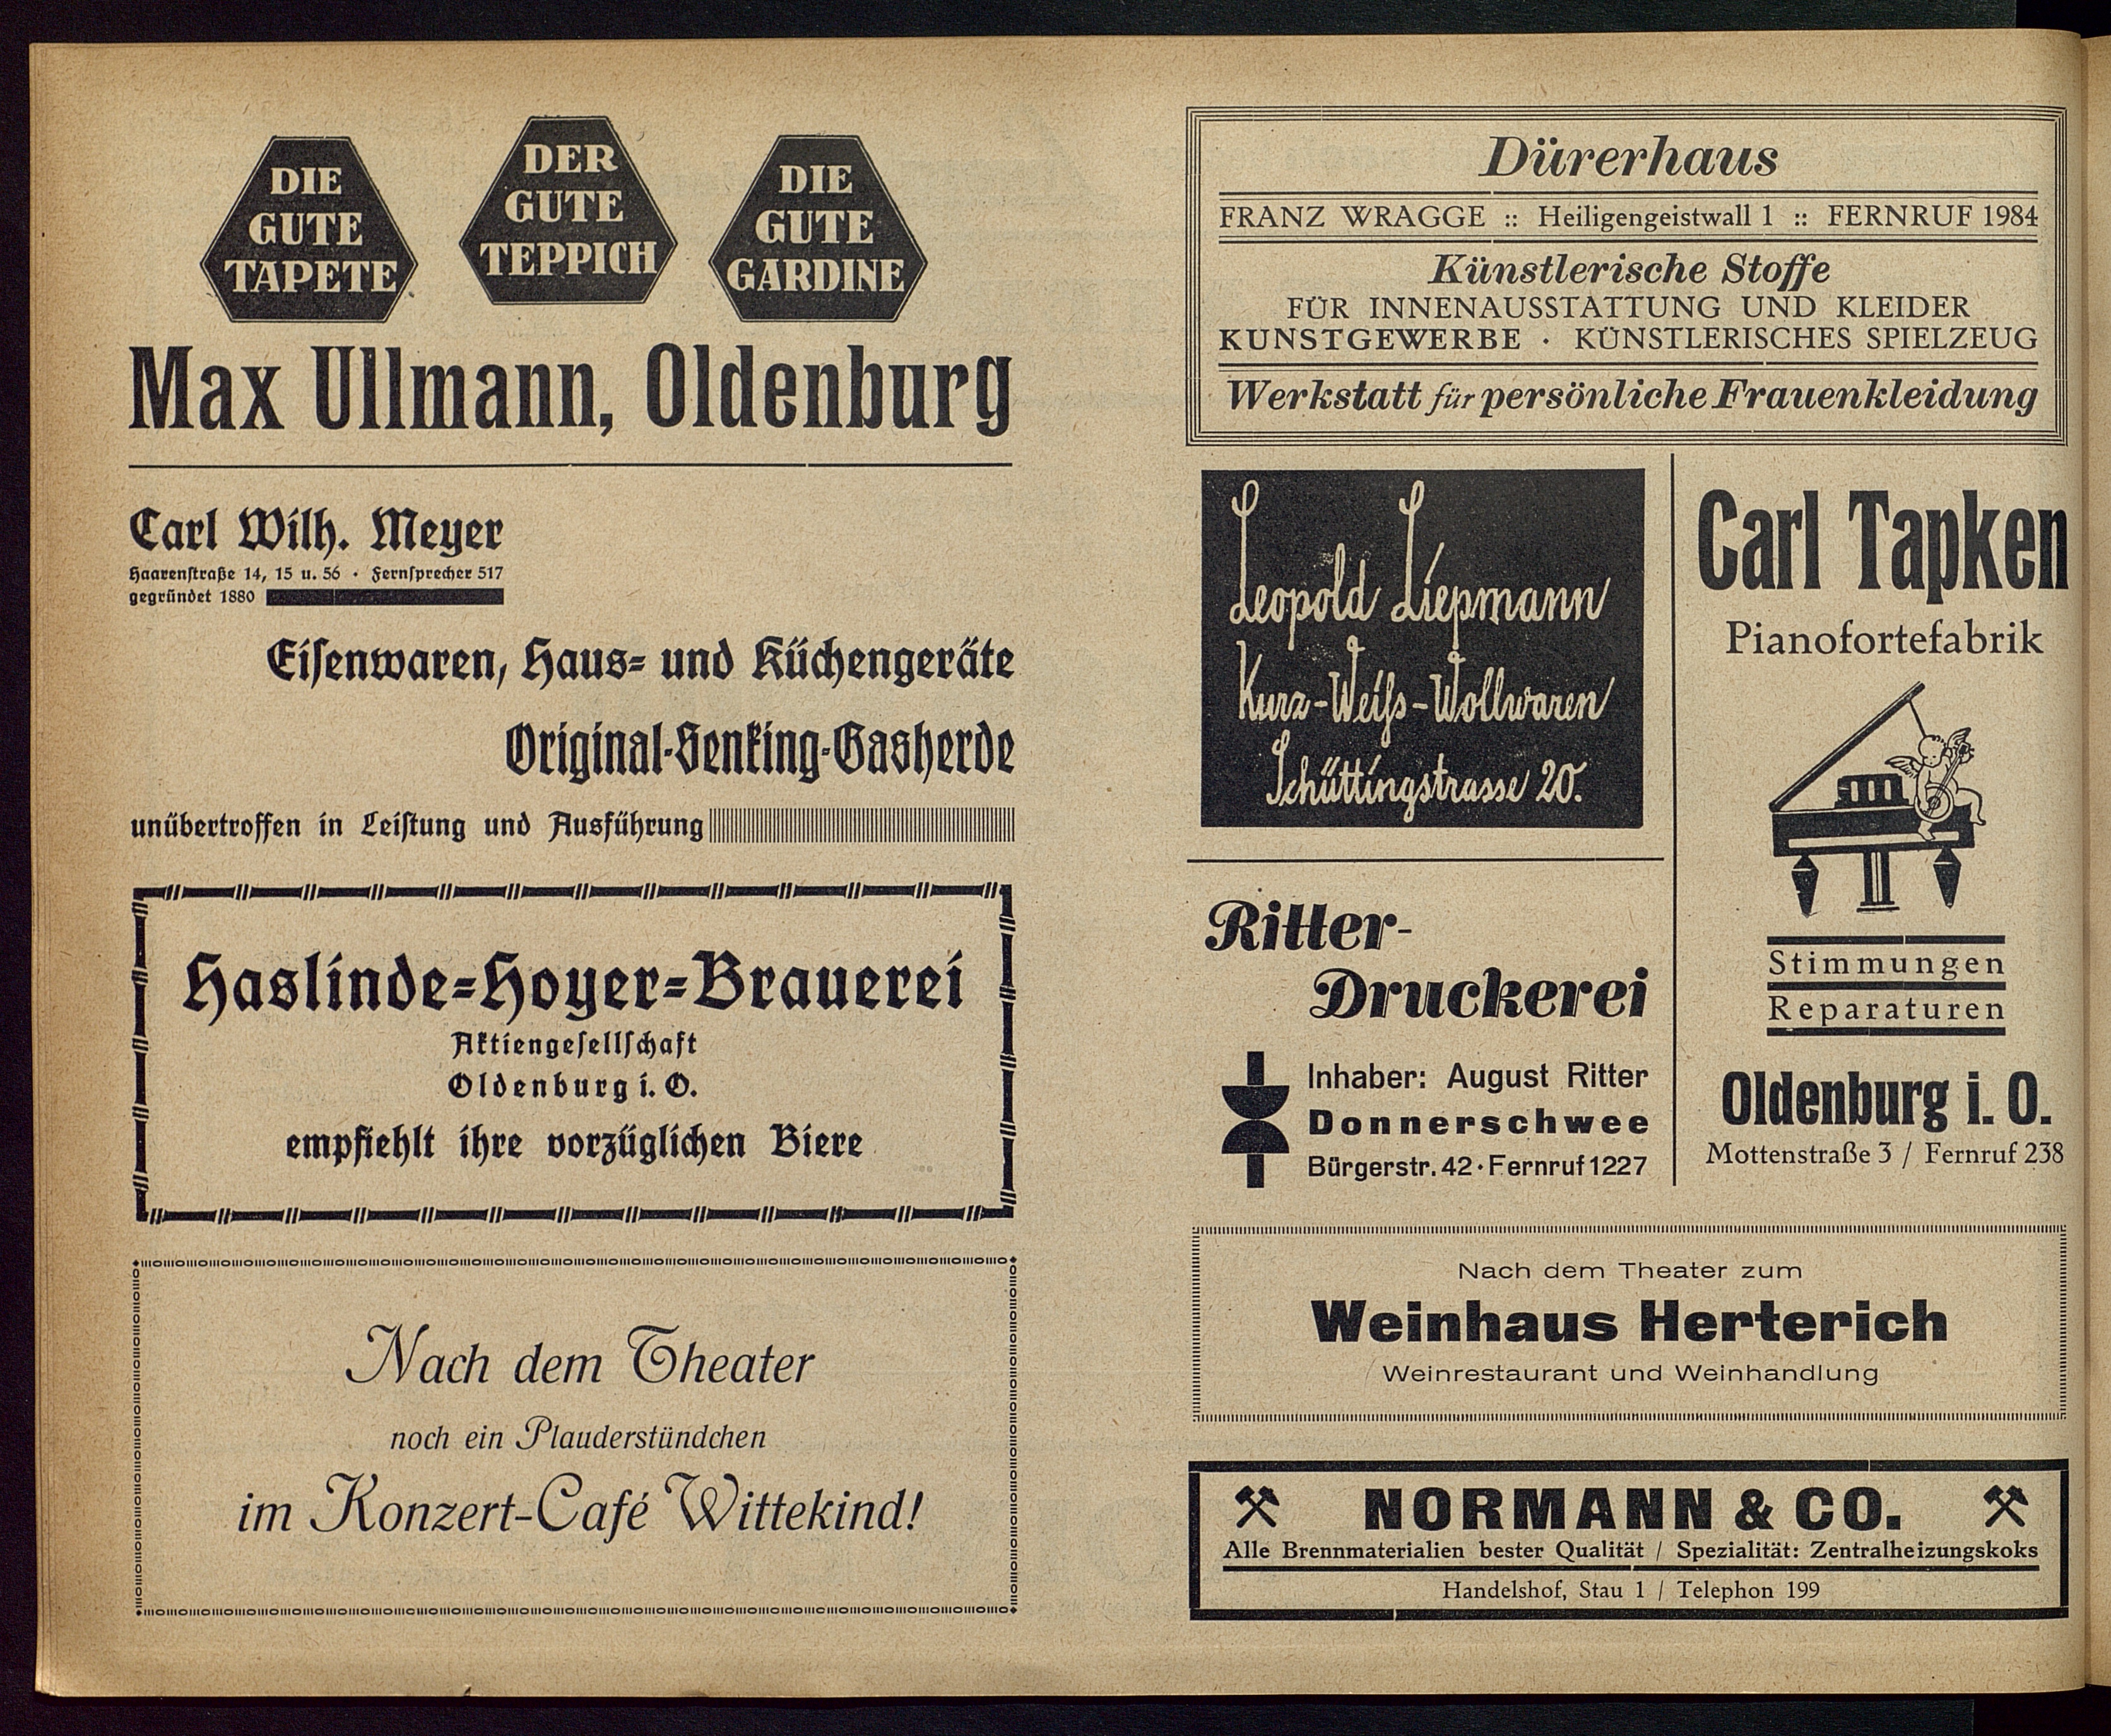 DIE
GUTE
TAPETE
DER
GUTE
TEPPICH
DIE
GUTE
GARDINE
Max Ullmann, Oldenburg
Carl Wilh. Meyer
Haarenſtraße 14, 15 u. 56 · Fernſprecher 517
gegründet 1880
Eiſenwaren, Haus- und Küchengeräte
Original-Senking-Gasherde
unübertroffen in Leiſtung und Ausführung
Haslinde-Hoyer-Brauerei
Aktiengeſellſchaft
Oldenburg i. O.
empfiehlt ihre vorzüglichen Biere
Nach dem Theater
noch ein Plauderstündchen
im Konzert-Café Wittekind!
Dürerhaus
FRANZ WRAGGE :: Heiligengeistwall 1 :: FERNRUF 1984
Künstlerische Stoffe
FÜR INNENAUSSTATTUNG UND KLEIDER
KUNSTGEWERBE · KÜNSTLERISCHES SPIELZEUG
Werkstatt für persönliche Frauenkleidung
Leopold Liepmann
Kurz-Weiß-Wollwaren
Schüttingstrasse 20.
Ritter-
Druckerei
Inhaber: August Ritter
Donnerschwee
Bürgerstr. 42 · Fernruf 1227
Carl Tapken
Pianofortefabrik
Stimmungen
Reparaturen
Oldenburg i. O.
Mottenstraße 3 / Fernruf 238
Nach dem Theater zum
Weinhaus Herterich
Weinrestaurant und Weinhandlung
NORMANN & CO.
Alle Brennmaterialien bester Qualität / Spezialität: Zentralheizungskoks
Handelshof, Stau 1 / Telephon 199